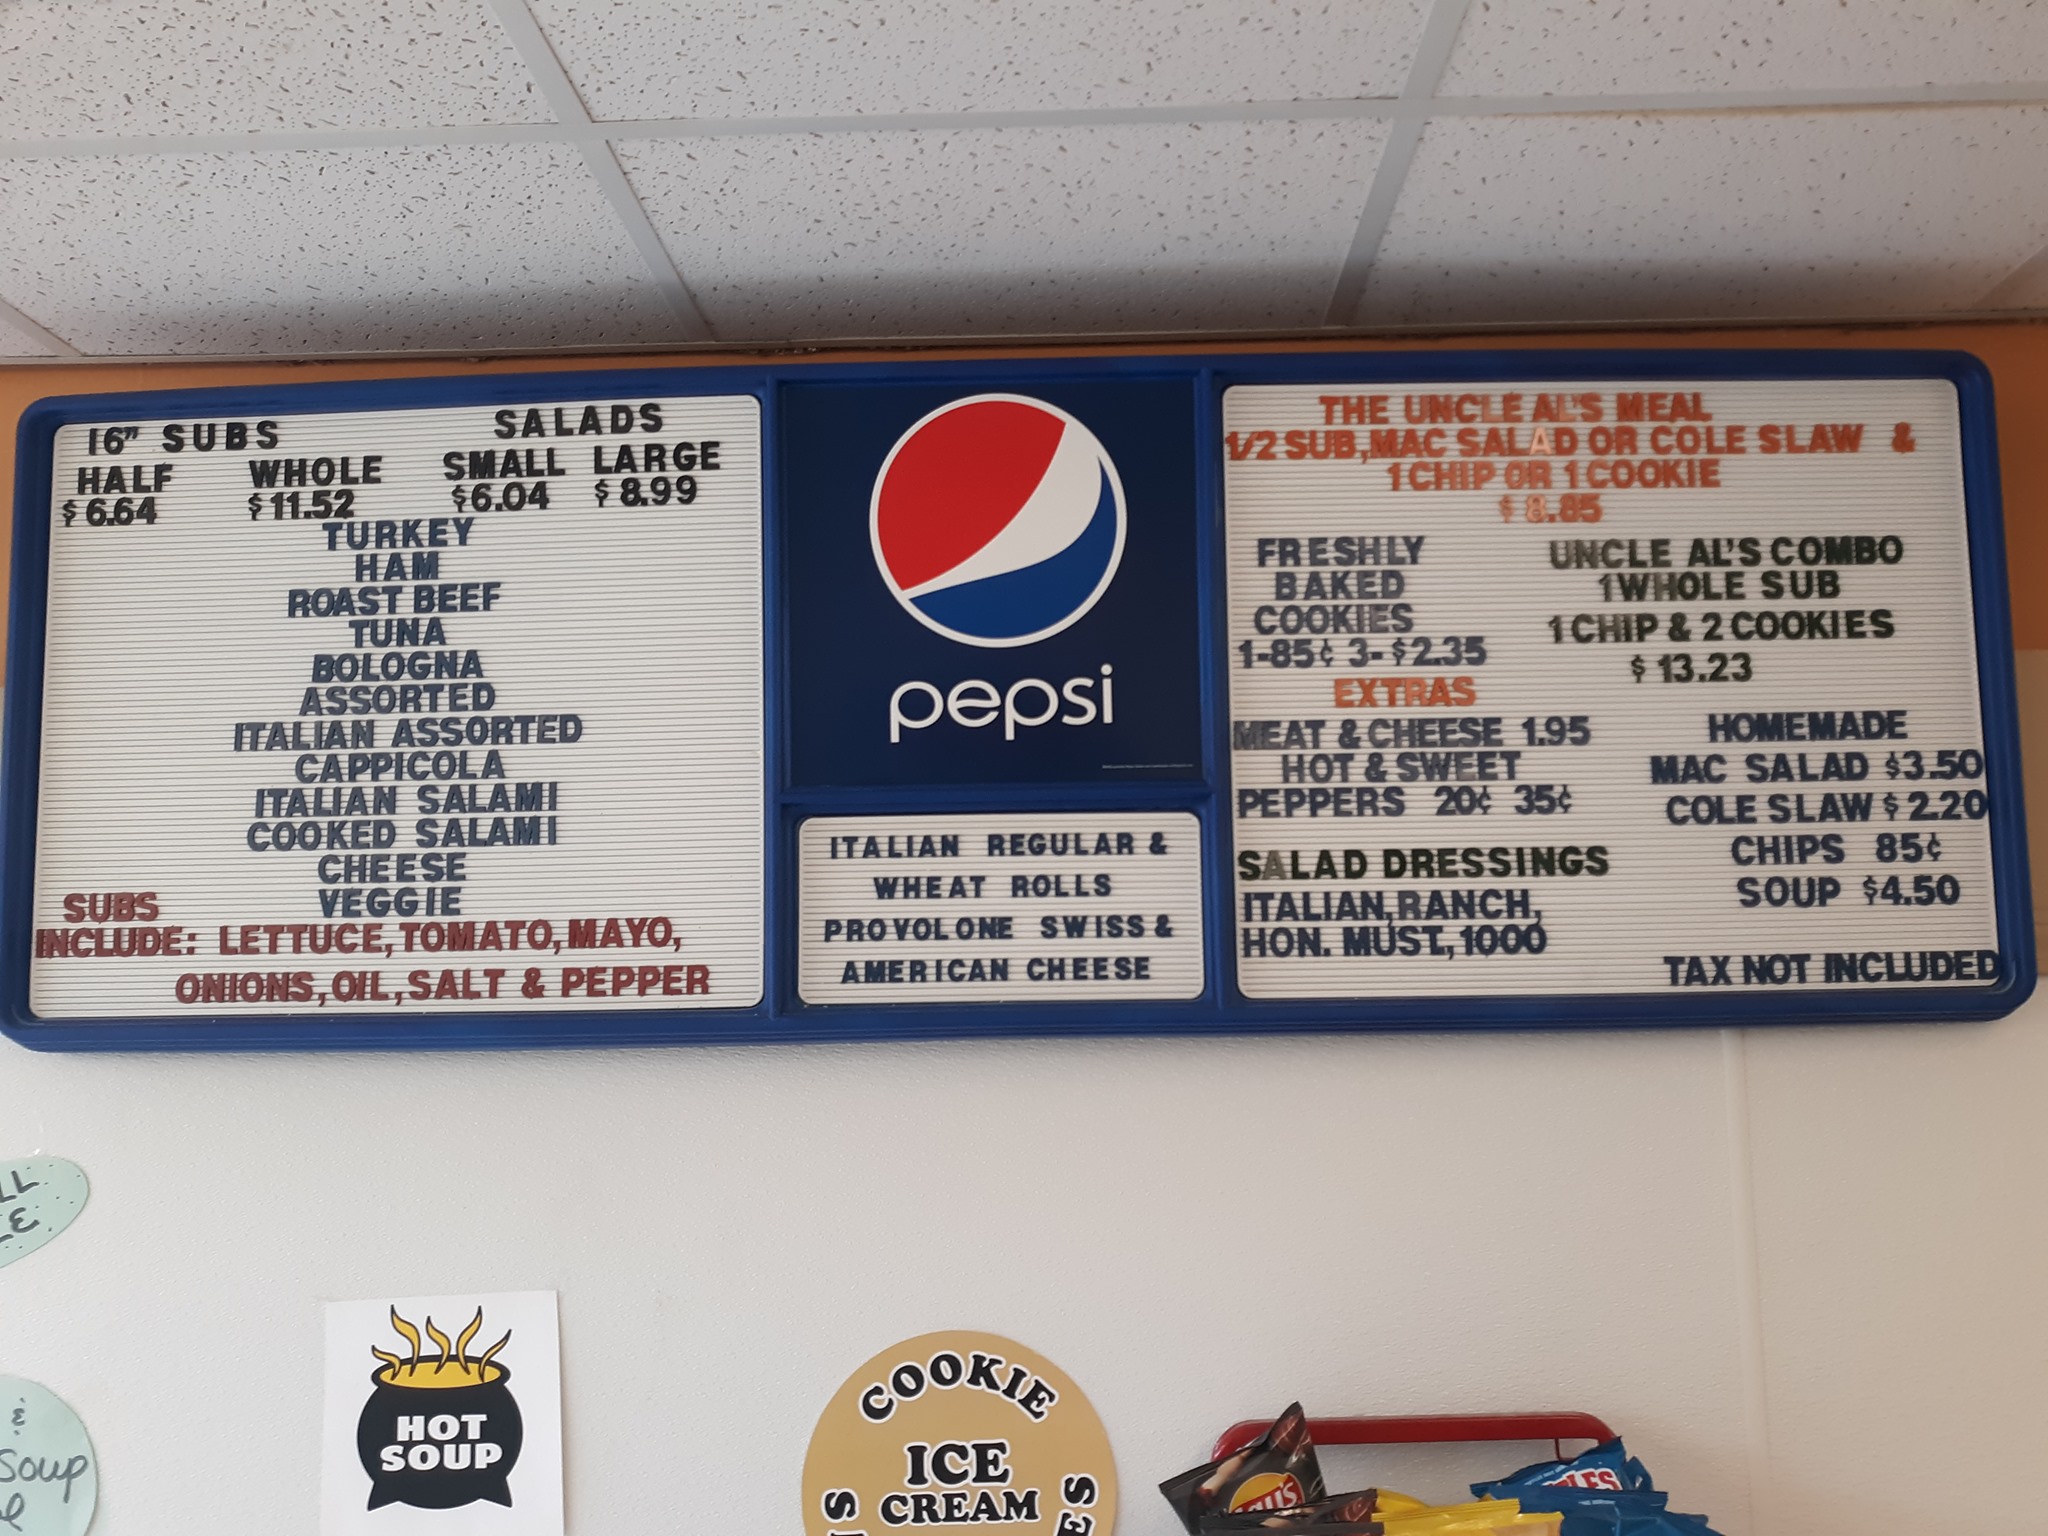 16" SUBS
HALF WHOLE
$6.64 $11.52
SALADS
SMALL LARGE
$6.04 $8.99
TURKEY
HAM
ROAST BEEF
TUNA
BOLOGNA
ASSORTED
ITALIAN ASSORTED
CAPPICOLA
ITALIAN SALAMI
COOKED SALAMI
CHEESE
VEGGIE
SUBS
INCLUDE: LETTUCE, TOMATO, MAYO,
ONIONS, OIL, SALT & PEPPER
pepsi
ITALIAN REGULAR &
WHEAT ROLLS
PROVOLONE SWISS &
AMERICAN CHEESE
THE UNCLE AL'S MEAL
1/2 SUB, MAC SALAD OR COLE SLAW &
1 CHIP OR 1 COOKIE
$8.85
FRESHLY
BAKED
COOKIES
1-85¢ 3-$2.35
EXTRAS
MEAT & CHEESE 1.95
HOT & SWEET
PEPPERS 20¢ 35¢
SALAD DRESSINGS
ITALIAN, RANCH,
HON. MUST., 1000
UNCLE AL'S COMBO
1 WHOLE SUB
1 CHIP & 2 COOKIES
$13.23
HOMEMADE
MAC SALAD $3.50
COLE SLAW $2.20
CHIPS 85¢
SOUP $4.50
TAX NOT INCLUDED
HOT
SOUP
COOKIE
ICE
CREAM
Lay's
Soup